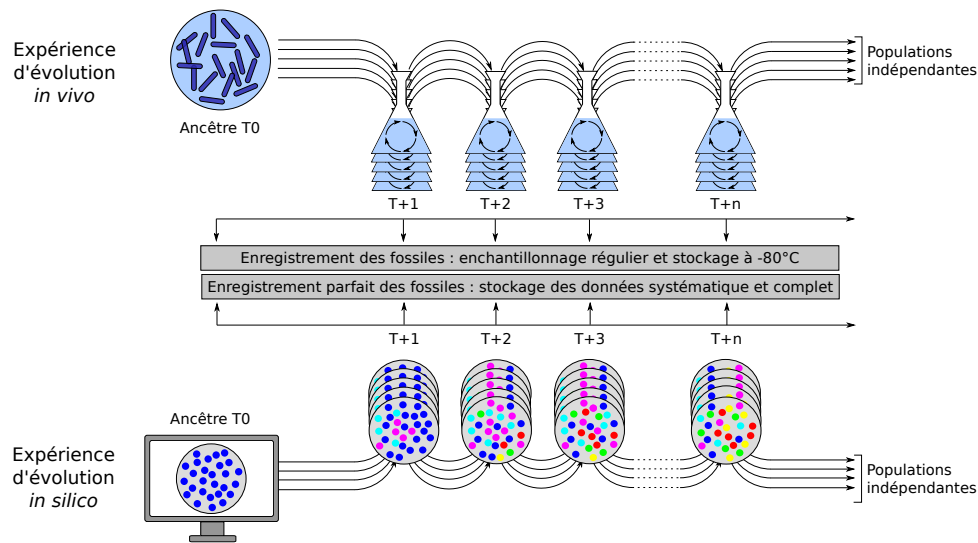 Expérience
d'évolution
in vivo
Ancêtre T0
Populations
indépendantes
T+1 T+2 T+3 T+n
Enregistrement des fossiles : enchantillonnage régulier et stockage à -80°C
Enregistrement parfait des fossiles : stockage des données systématique et complet
T+1 T+2 T+3 T+n
Ancêtre T0
Expérience
d'évolution
in silico
Populations
indépendantes